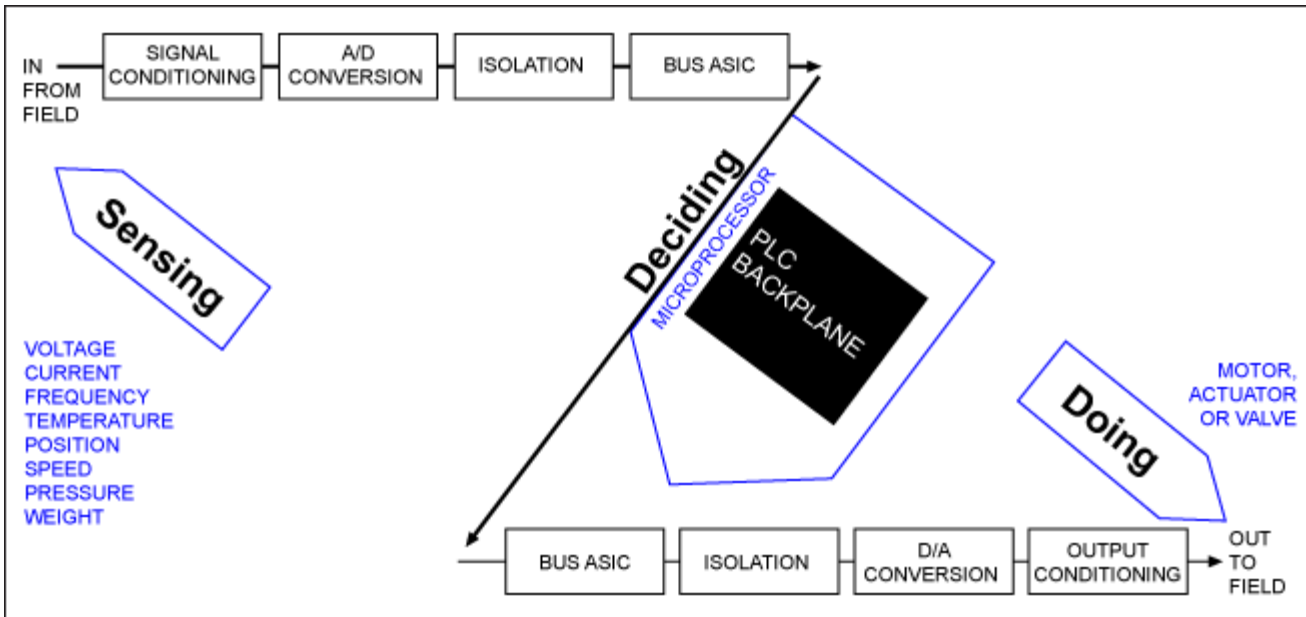 IN
FROM
FIELD
SIGNAL
CONDITIONING
A/D
CONVERSION
ISOLATION
BUS ASIC
Sensing
Deciding
MICROPROCESSOR
PLC
BACKPLANE
VOLTAGE
CURRENT
FREQUENCY
TEMPERATURE
POSITION
SPEED
PRESSURE
WEIGHT
Doing
MOTOR,
ACTUATOR
OR VALVE
BUS ASIC
ISOLATION
D/A
CONVERSION
OUTPUT
CONDITIONING
OUT
TO
FIELD